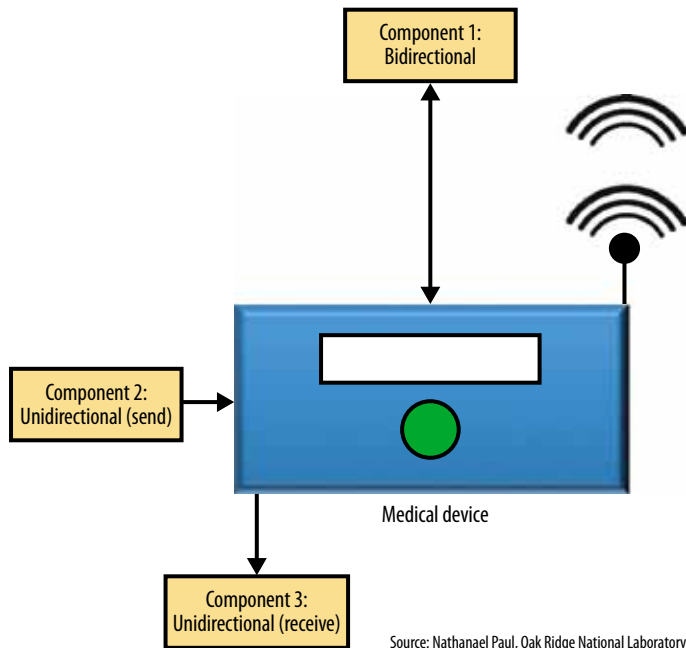 Component 1:
Bidirectional
Component 2:
Unidirectional (send)
Medical device
Component 3:
Unidirectional (receive)
Source: Nathanael Paul, Oak Ridge National Laboratory